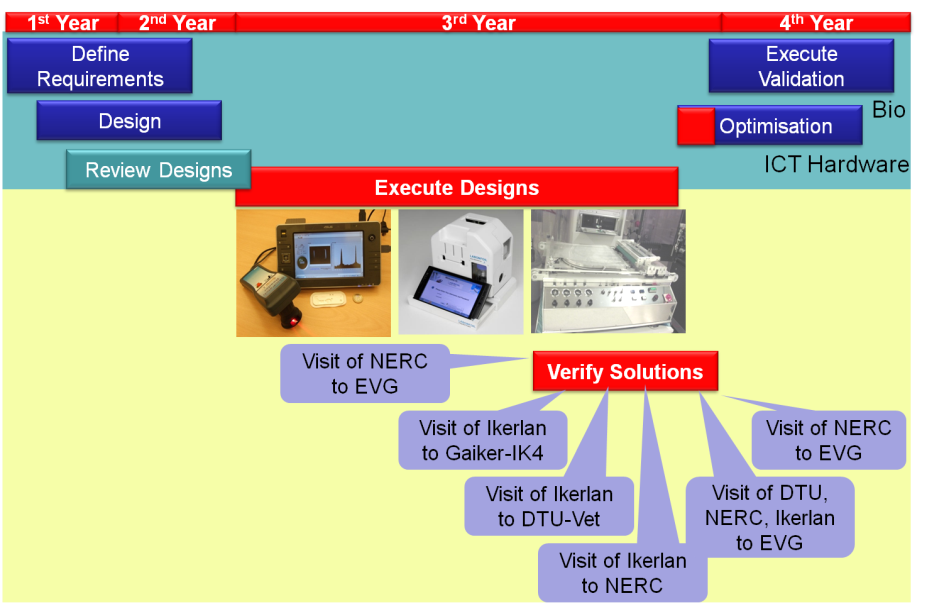 1st Year
2nd Year
3rd Year
4th Year
Define
Requirements
Execute
Validation
Bio
Design
Optimisation
Review Designs
ICT Hardware
Execute Designs
Visit of NERC
to EVG
Verify Solutions
Visit of Ikerlan
to Gaiker-IK4
Visit of NERC
to EVG
Visit of Ikerlan
to DTU-Vet
Visit of DTU,
NERC, Ikerlan
to EVG
Visit of Ikerlan
to NERC